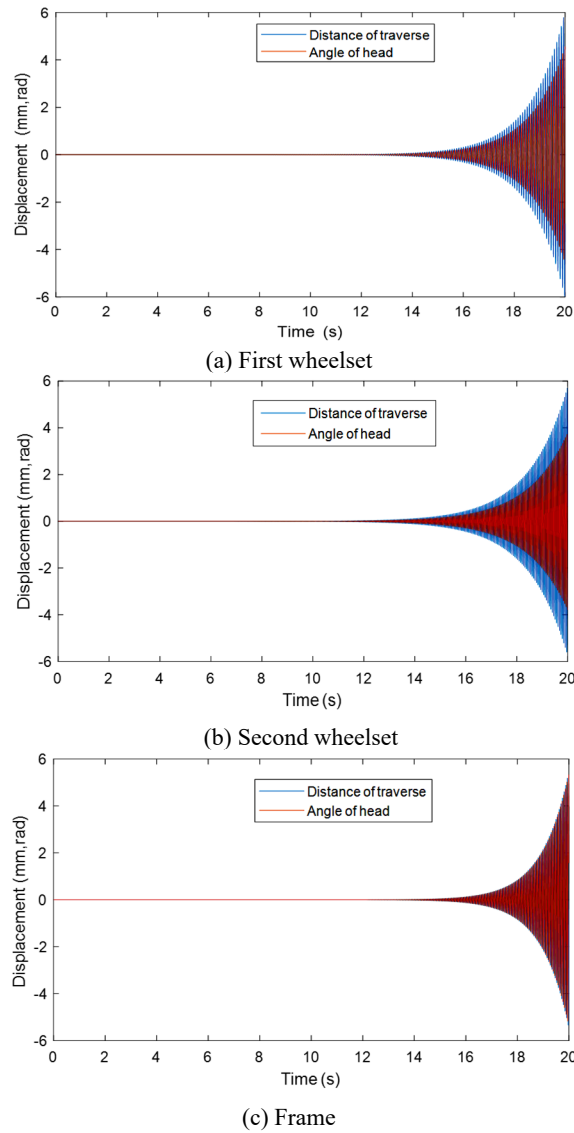 6
4
2
0
-2
-4
-6
Displacement (mm,rad)
Distance of traverse
Angle of head
0 2 4 6 8 10 12 14 16 18 20
Time (s)
(a) First wheelset
6
4
2
0
-2
-4
-6
Displacement (mm,rad)
Distance of traverse
Angle of head
0 2 4 6 8 10 12 14 16 18 20
Time (s)
(b) Second wheelset
6
4
2
0
-2
-4
-6
Displacement (mm,rad)
Distance of traverse
Angle of head
0 2 4 6 8 10 12 14 16 18 20
Time (s)
(c) Frame